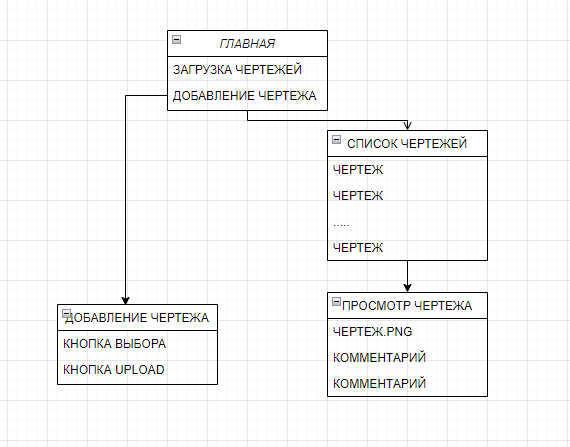 ГЛАВНАЯ
ЗАГРУЗКА ЧЕРТЕЖЕЙ
ДОБАВЛЕНИЕ ЧЕРТЕЖА
СПИСОК ЧЕРТЕЖЕЙ
ЧЕРТЕЖ
ЧЕРТЕЖ
.....
ЧЕРТЕЖ
ДОБАВЛЕНИЕ ЧЕРТЕЖА
КНОПКА ВЫБОРА
КНОПКА UPLOAD
ПРОСМОТР ЧЕРТЕЖА
ЧЕРТЕЖ.PNG
КОММЕНТАРИЙ
КОММЕНТАРИЙ